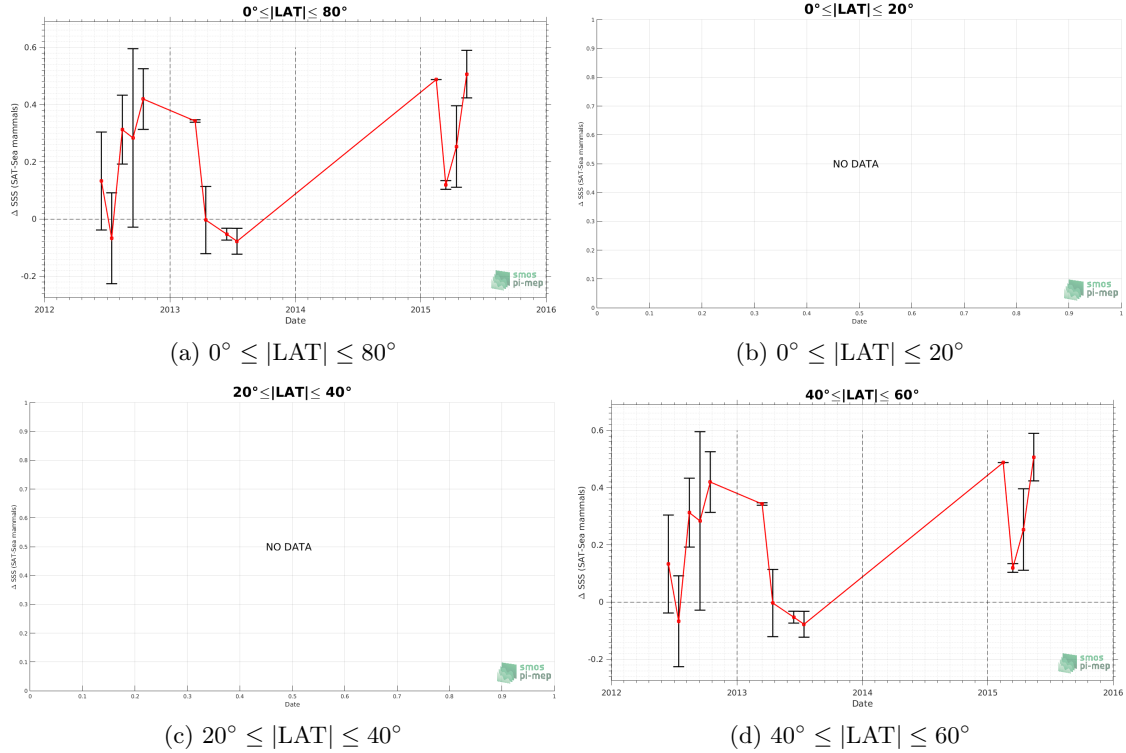 0°≤|LAT|≤ 80°
Δ SSS (SAT-Sea mammals)
0.6
0.4
0.2
0
-0.2
2012 2013 2014 2015 2016
Date
smos
pi-mep
(a) 0° ≤ |LAT| ≤ 80°
0°≤|LAT|≤ 20°
Δ SSS (SAT-Sea mammals)
1
0.9
0.8
0.7
0.6
0.5
0.4
0.3
0.2
0.1
0
NO DATA
0 0.1 0.2 0.3 0.4 0.5 0.6 0.7 0.8 0.9 1
Date
smos
pi-mep
(b) 0° ≤ |LAT| ≤ 20°
20°≤|LAT|≤ 40°
Δ SSS (SAT-Sea mammals)
1
0.9
0.8
0.7
0.6
0.5
0.4
0.3
0.2
0.1
0
NO DATA
0 0.1 0.2 0.3 0.4 0.5 0.6 0.7 0.8 0.9 1
Date
smos
pi-mep
(c) 20° ≤ |LAT| ≤ 40°
40°≤|LAT|≤ 60°
Δ SSS (SAT-Sea mammals)
0.6
0.4
0.2
0
-0.2
2012 2013 2014 2015 2016
Date
smos
pi-mep
(d) 40° ≤ |LAT| ≤ 60°